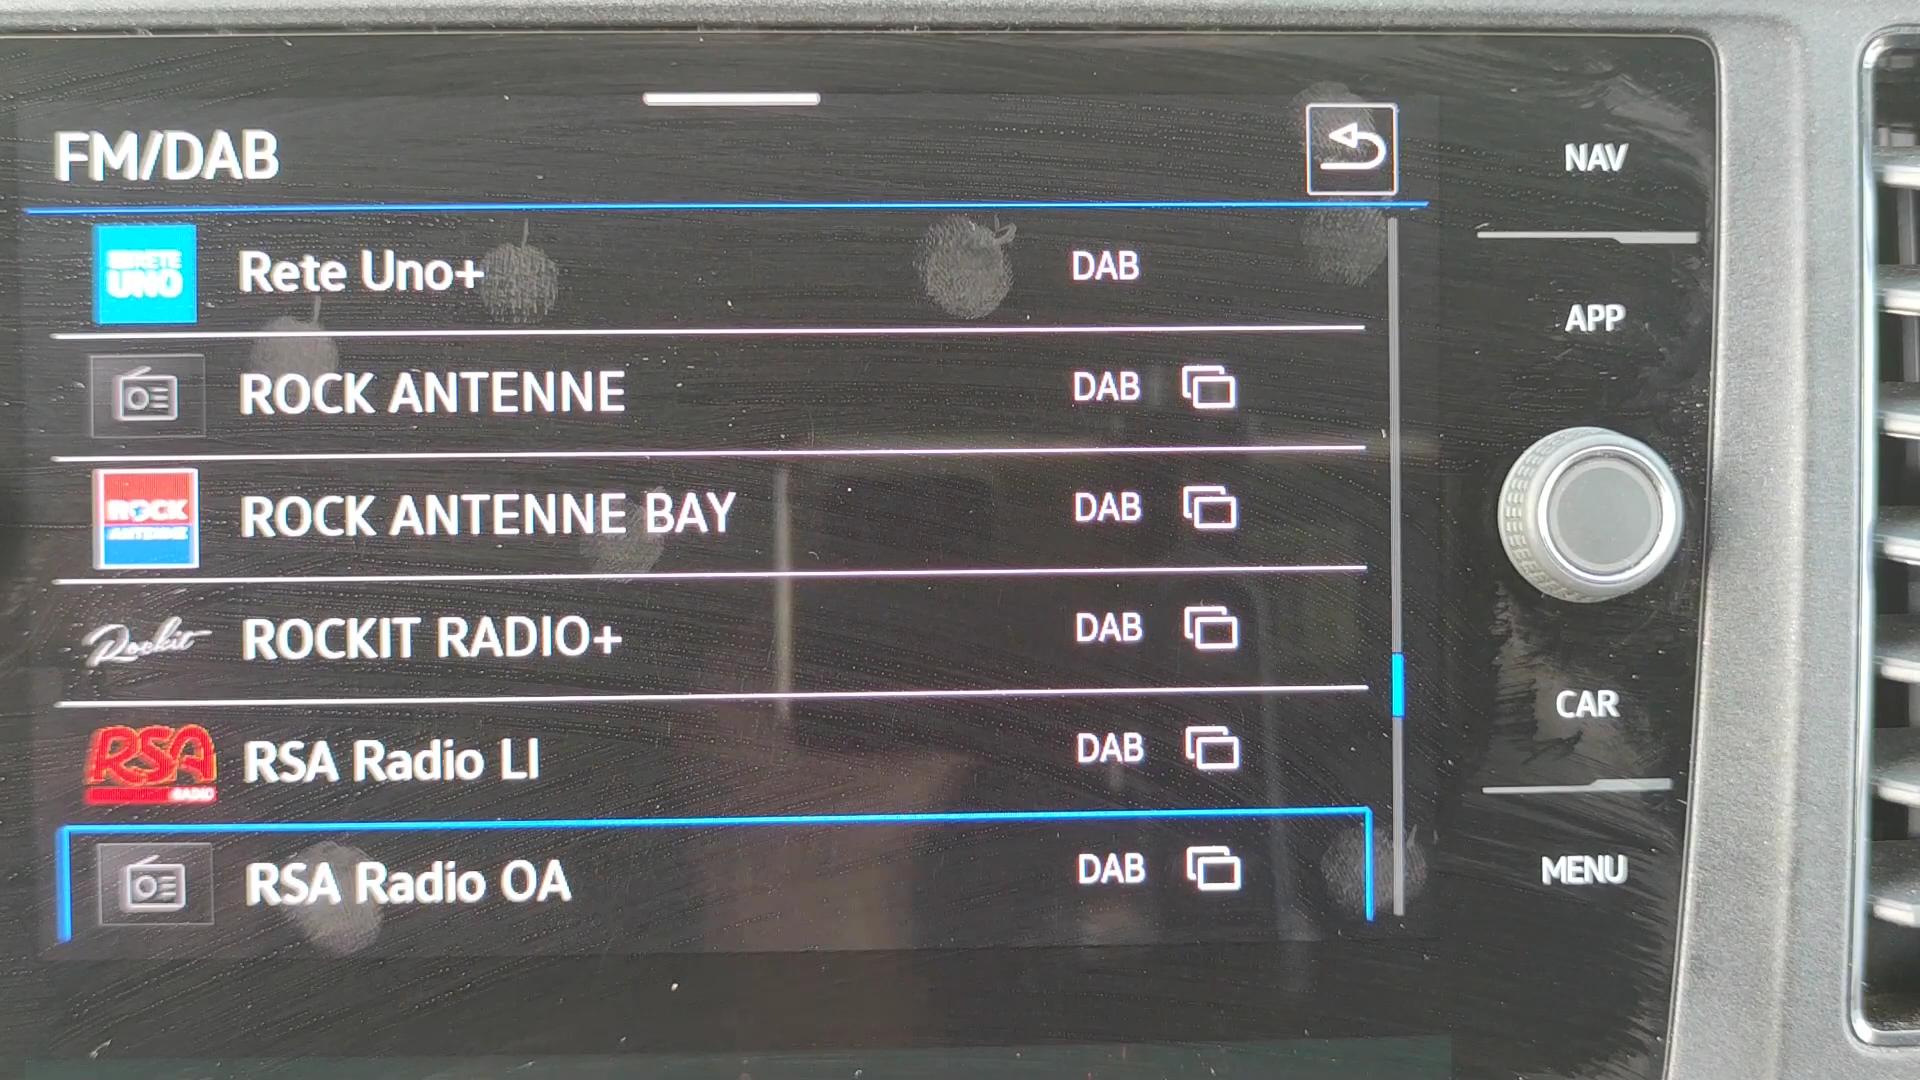 FM/DAB
NAV
RETE
UNO
Rete Uno+ DAB
APP
ROCK ANTENNE DAB
ROCK
ANTENNE
ROCK ANTENNE BAY DAB
Rockit
ROCKIT RADIO+ DAB
CAR
RSA
RADIO
RSA Radio LI DAB
RSA Radio OA DAB
MENU